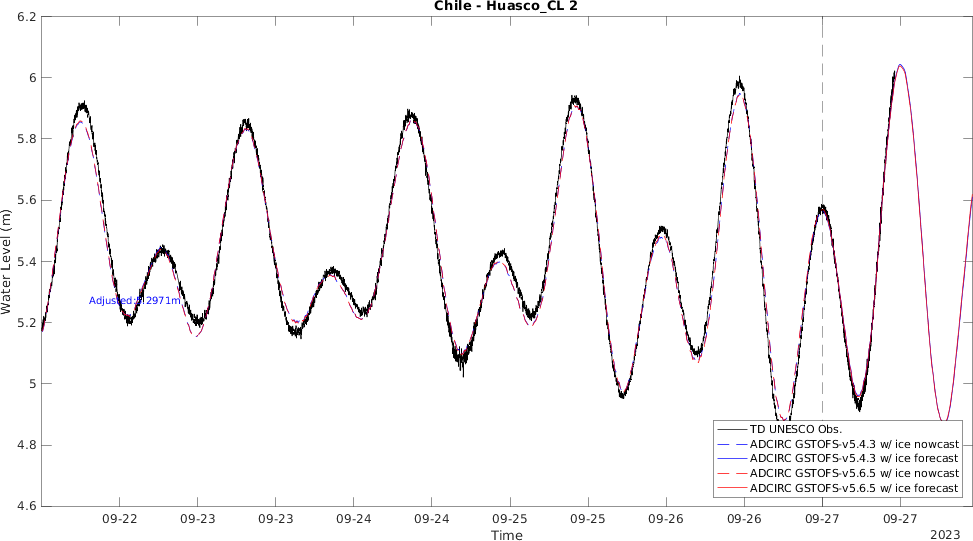 Chile - Huasco_CL 2
6.2
6
5.8
5.6
5.4
5.2
5
4.8
4.6
Water Level (m)
Adjusted:5.2971m
TD UNESCO Obs.
ADCIRC GSTOFS-v5.4.3 w/ ice nowcast
ADCIRC GSTOFS-v5.4.3 w/ ice forecast
ADCIRC GSTOFS-v5.6.5 w/ ice nowcast
ADCIRC GSTOFS-v5.6.5 w/ ice forecast
09-22 09-23 09-23 09-24 09-24 09-25 09-25 09-26 09-26 09-27 09-27
Time
2023